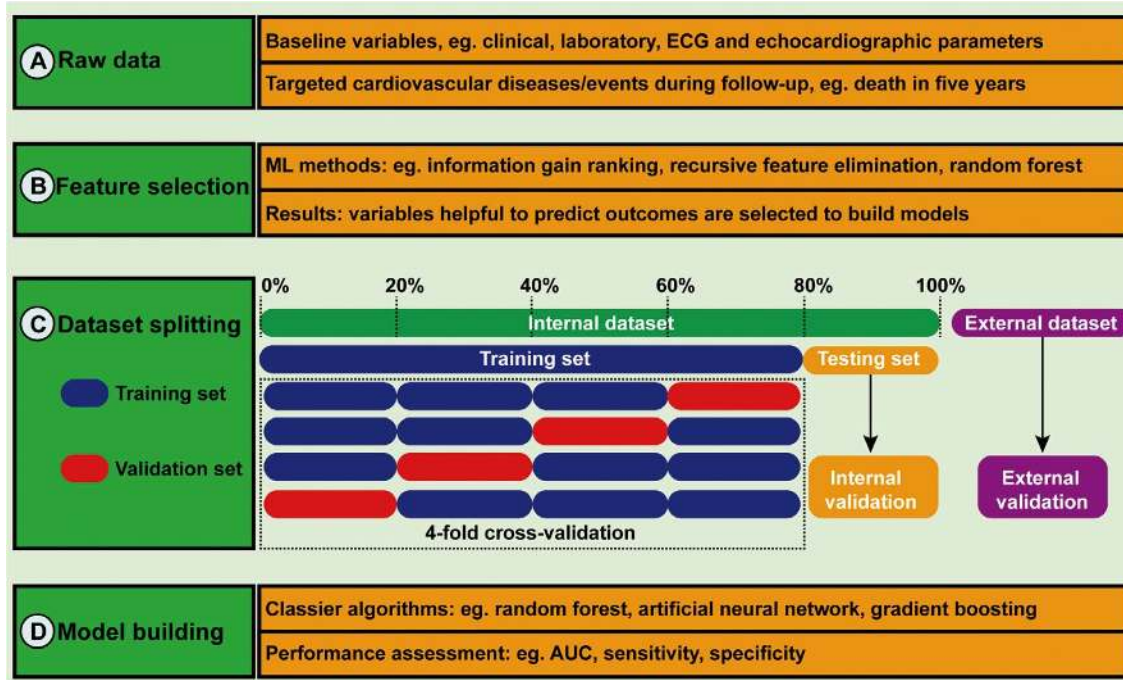 A Raw data
Baseline variables, eg. clinical, laboratory, ECG and echocardiographic parameters
Targeted cardiovascular diseases/events during follow-up, eg. death in five years
B Feature selection
ML methods: eg. information gain ranking, recursive feature elimination, random forest
Results: variables helpful to predict outcomes are selected to build models
C Dataset splitting
Training set
Validation set
0% 20% 40% 60% 80% 100%
Internal dataset
External dataset
Training set
Testing set
4-fold cross-validation
Internal
validation
External
validation
D Model building
Classier algorithms: eg. random forest, artificial neural network, gradient boosting
Performance assessment: eg. AUC, sensitivity, specificity